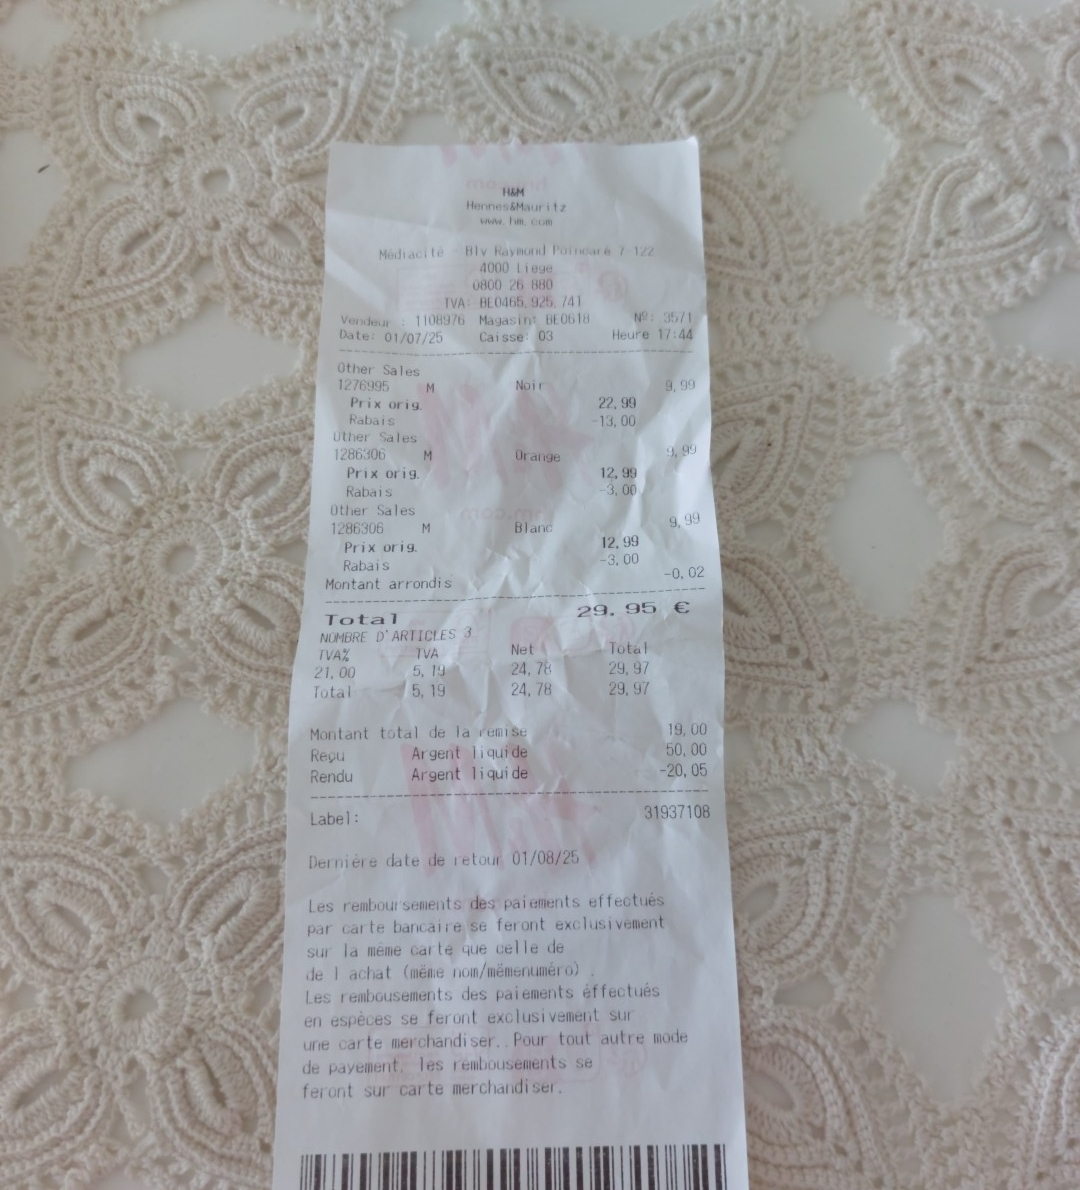 H&M
Hennes&Mauritz
www.hm.com
Médiacité - Blv Raymond Poincaré 7-122
4000 Liege
0800 26 880
TVA: BE0465.925.741
Vendeur : 1108976 Magasin: BE0618 Nº: 3571
Date: 01/07/25 Caisse: 03 Heure 17:44
Other Sales
1276995 M Noir 9,99
Prix orig. 22,99
Rabais -13,00
Other Sales
1286306 M Orange 9,99
Prix orig. 12,99
Rabais -3,00
Other Sales
1286306 M Blanc 9,99
Prix orig. 12,99
Rabais -3,00
Montant arrondis -0,02
Total 29.95 €
NOMBRE D'ARTICLES 3
TVA% TVA Net Total
21,00 5,19 24,78 29,97
Total 5,19 24,78 29,97
Montant total de la remise 19,00
Reçu Argent liquide 50,00
Rendu Argent liquide -20,05
Label: 31937108
Dernière date de retour 01/08/25
Les remboursements des paiements effectués
par carte bancaire se feront exclusivement
sur la même carte que celle de
de l achat (même nom/mêmenuméro) .
Les rembousements des paiements éffectués
en espèces se feront exclusivement sur
une carte merchandiser..Pour tout autre mode
de payement, les rembousements se
feront sur carte merchandiser.